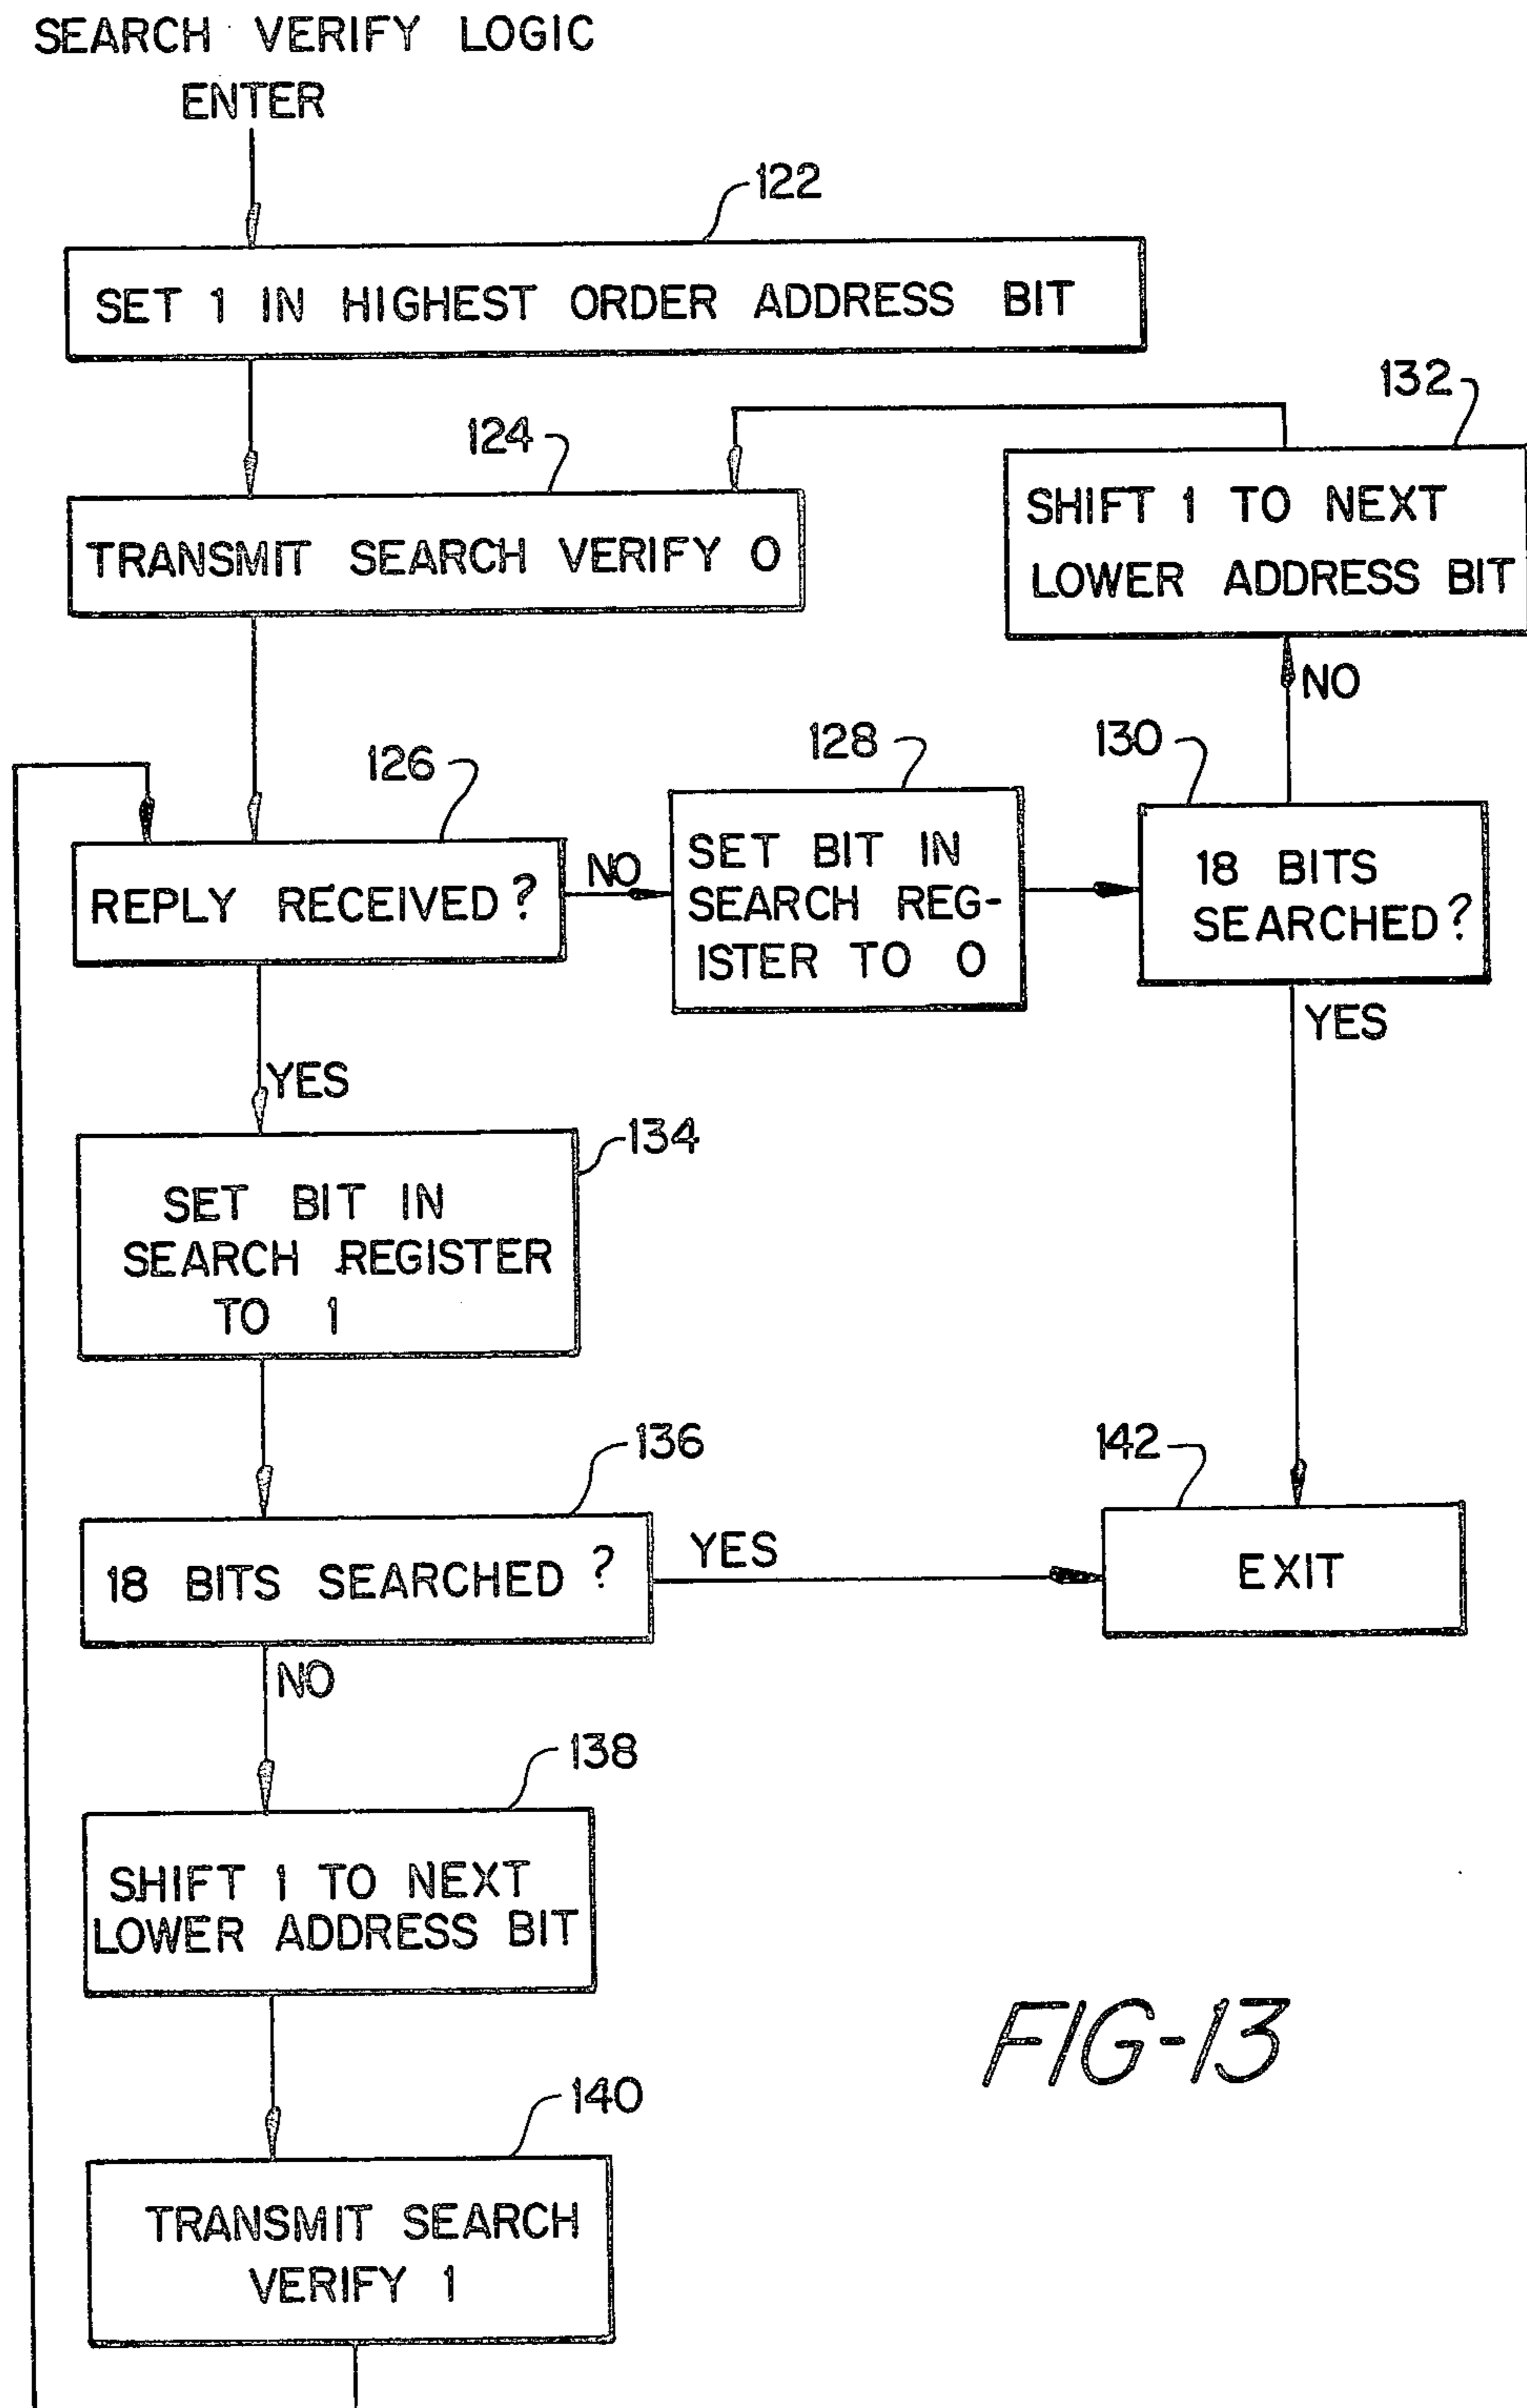 SEARCH VERIFY LOGIC
ENTER
122
SET 1 IN HIGHEST ORDER ADDRESS BIT
132
124
SHIFT 1 TO NEXT
LOWER ADDRESS BIT
TRANSMIT SEARCH VERIFY 0
NO
126
128
130
REPLY RECEIVED?
NO
SET BIT IN
SEARCH REG-
ISTER TO 0
18 BITS
SEARCHED?
YES
YES
134
SET BIT IN
SEARCH REGISTER
TO 1
136
142
18 BITS SEARCHED ?
YES
EXIT
NO
138
SHIFT 1 TO NEXT
LOWER ADDRESS BIT
FIG-13
140
TRANSMIT SEARCH
VERIFY 1